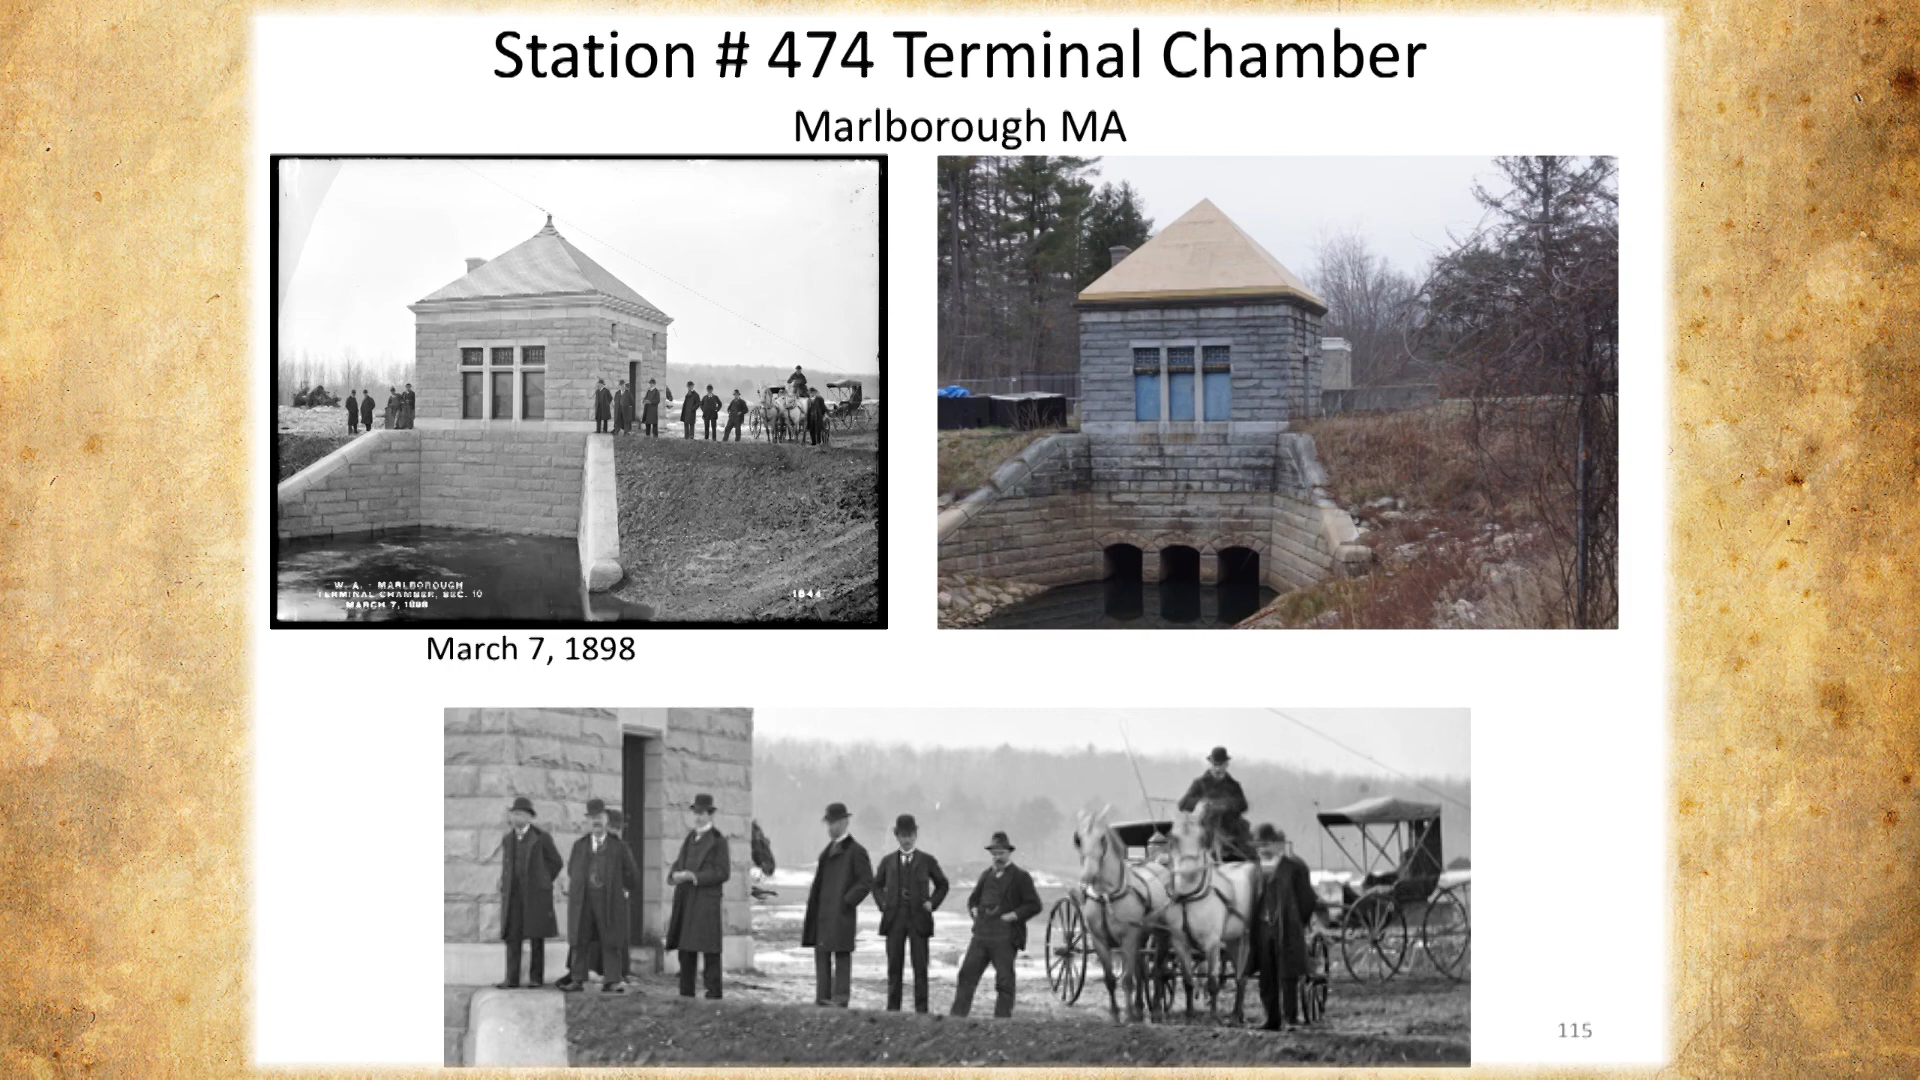 Station # 474 Terminal Chamber
Marlborough MA
W. A. - MARLBOROUGH
TERMINAL CHAMBER, SEC. 10
MARCH 7, 1898
1844
March 7, 1898
115